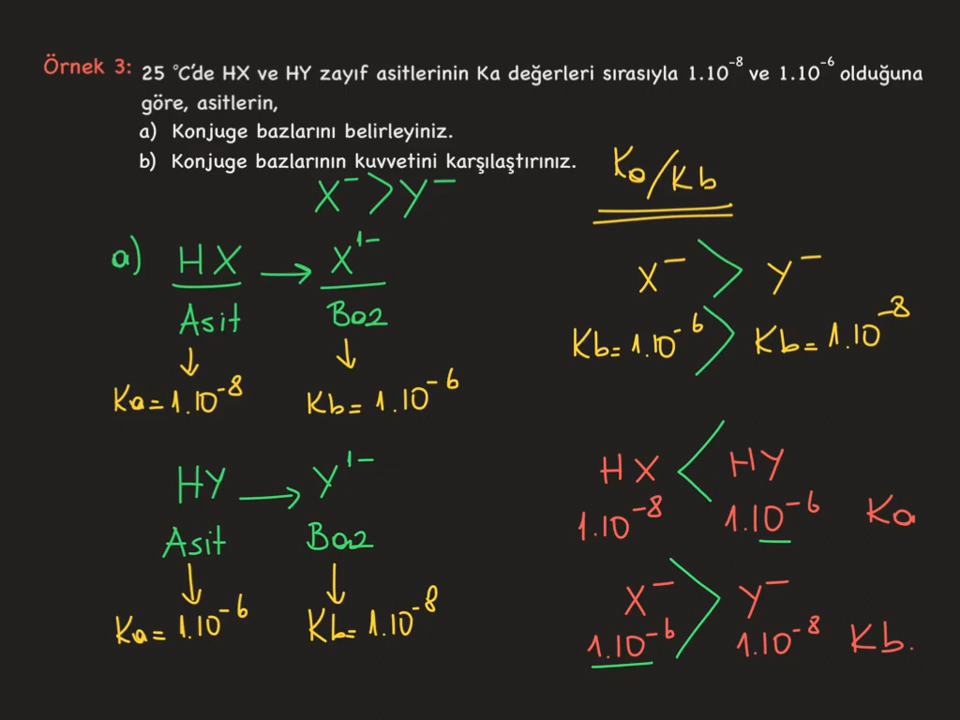 Örnek 3: 25 °C'de HX ve HY zayıf asitlerinin Ka değerleri sırasıyla 1.10⁻⁸ ve 1.10⁻⁶ olduğuna
göre, asitlerin,
a) Konjuge bazlarını belirleyiniz.
b) Konjuge bazlarının kuvvetini karşılaştırınız.
Ka/Kb
X⁻ > Y⁻
a) HX → X¹⁻
Asit Baz
↓ ↓
Ka = 1.10⁻⁸ Kb = 1.10⁻⁶
HY → Y¹⁻
Asit Baz
↓ ↓
Ka = 1.10⁻⁶ Kb = 1.10⁻⁸
X⁻ > Y⁻
Kb = 1.10⁻⁶ > Kb = 1.10⁻⁸
HX < HY
1.10⁻⁸ 1.10⁻⁶ Ka
X⁻ > Y⁻
1.10⁻⁶ 1.10⁻⁸ Kb.